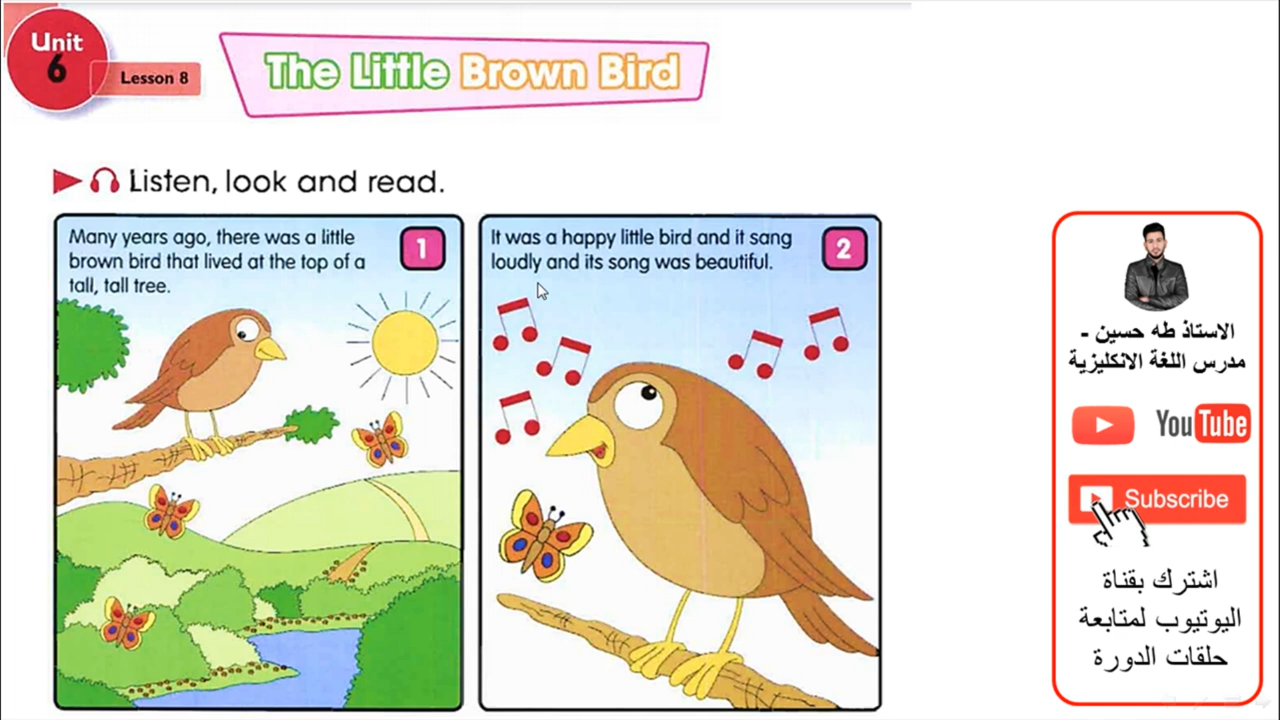 Unit
6
Lesson 8
The Little Brown Bird
Listen, look and read.
Many years ago, there was a little
brown bird that lived at the top of a
tall, tall tree.
1
It was a happy little bird and it sang
loudly and its song was beautiful.
2
الاستاذ طه حسين -
مدرس اللغة الانكليزية
YouTube
Subscribe
اشترك بقناة
اليوتيوب لمتابعة
حلقات الدورة